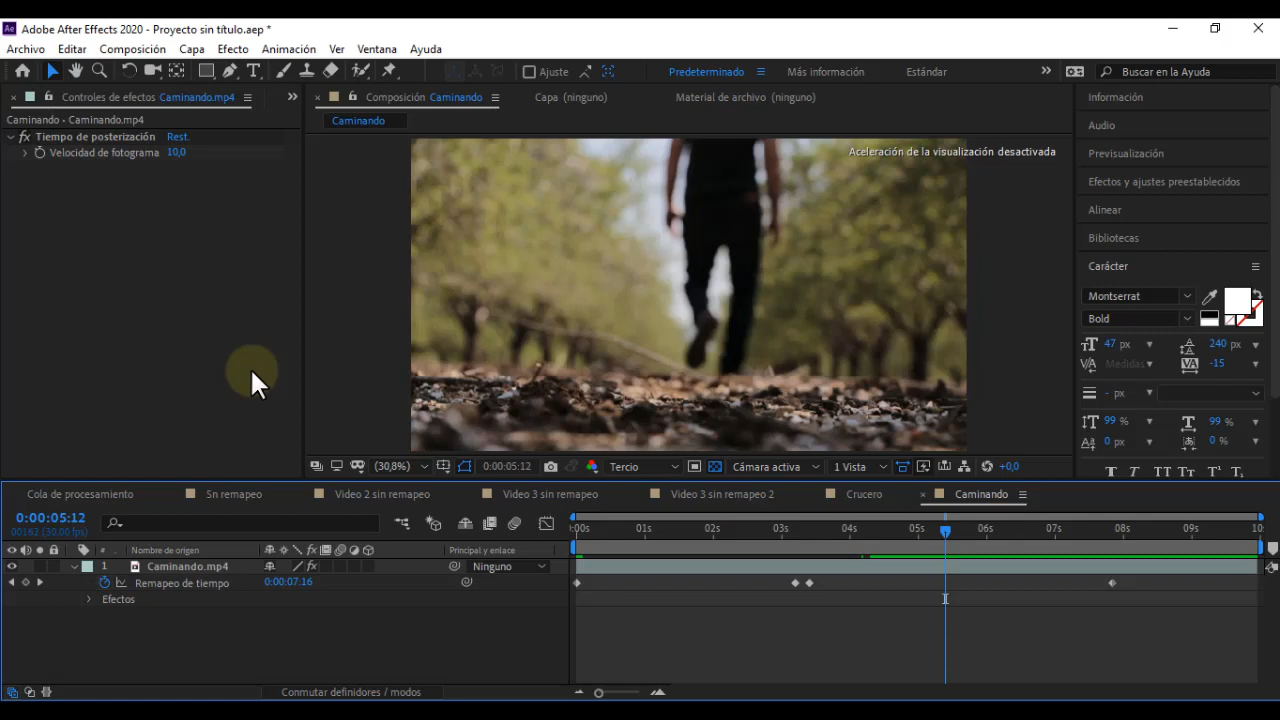 Adobe After Effects 2020 - Proyecto sin título.aep *
Archivo Editar Composición Capa Efecto Animación Ver Ventana Ayuda
Ajuste Predeterminado Más información Estándar Buscar en la Ayuda
Controles de efectos Caminando.mp4
Composición Caminando Capa (ninguno) Material de archivo (ninguno)
Información
Caminando - Caminando.mp4
Caminando
Audio
fx Tiempo de posterización Rest.
Velocidad de fotograma 10,0
Aceleración de la visualización desactivada
Previsualización
Efectos y ajustes preestablecidos
Alinear
Bibliotecas
Carácter
Montserrat
Bold
47 px 240 px
Medidas -15
- px
99 % 99 %
0 px 0 %
(30,8%) 0:00:05:12 Tercio Cámara activa 1 Vista +0,0
Cola de procesamiento Sn remapeo Video 2 sin remapeo Video 3 sin remapeo Video 3 sin remapeo 2 Crucero Caminando
0:00:05:12
00162 (30,00 fps)
:00s 01s 02s 03s 04s 05s 06s 07s 08s 09s 10s
# Nombre de origen fx Principal y enlace
1 Caminando.mp4 fx Ninguno
Remapeo de tiempo 0:00:07:16
Efectos
Conmutar definidores / modos